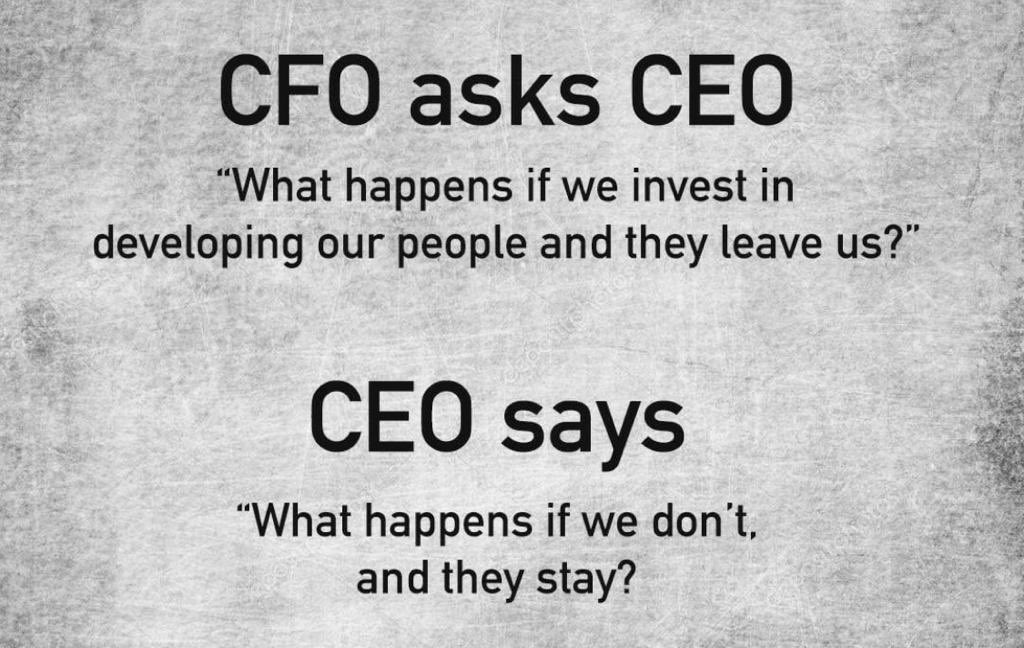 CFO asks CEO
“What happens if we invest in
developing our people and they leave us?”
CEO says
“What happens if we don’t,
and they stay?